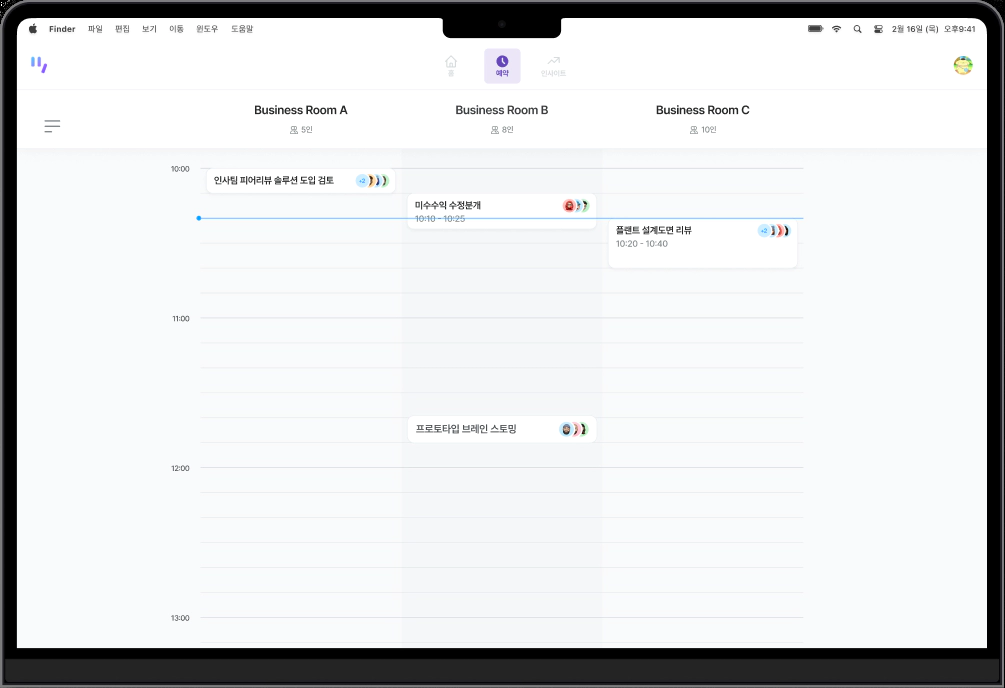 Finder 파일 편집 보기 이동 윈도우 도움말 2월 16일 (목) 오후9:41
홈 예약 인사이트
Business Room A Business Room B Business Room C
5인 8인 10인
10:00
인사팀 피어리뷰 솔루션 도입 검토 +2
미수수익 수정분개
10:10 - 10:25
플랜트 설계도면 리뷰 +2
10:20 - 10:40
11:00
프로토타입 브레인 스토밍
12:00
13:00